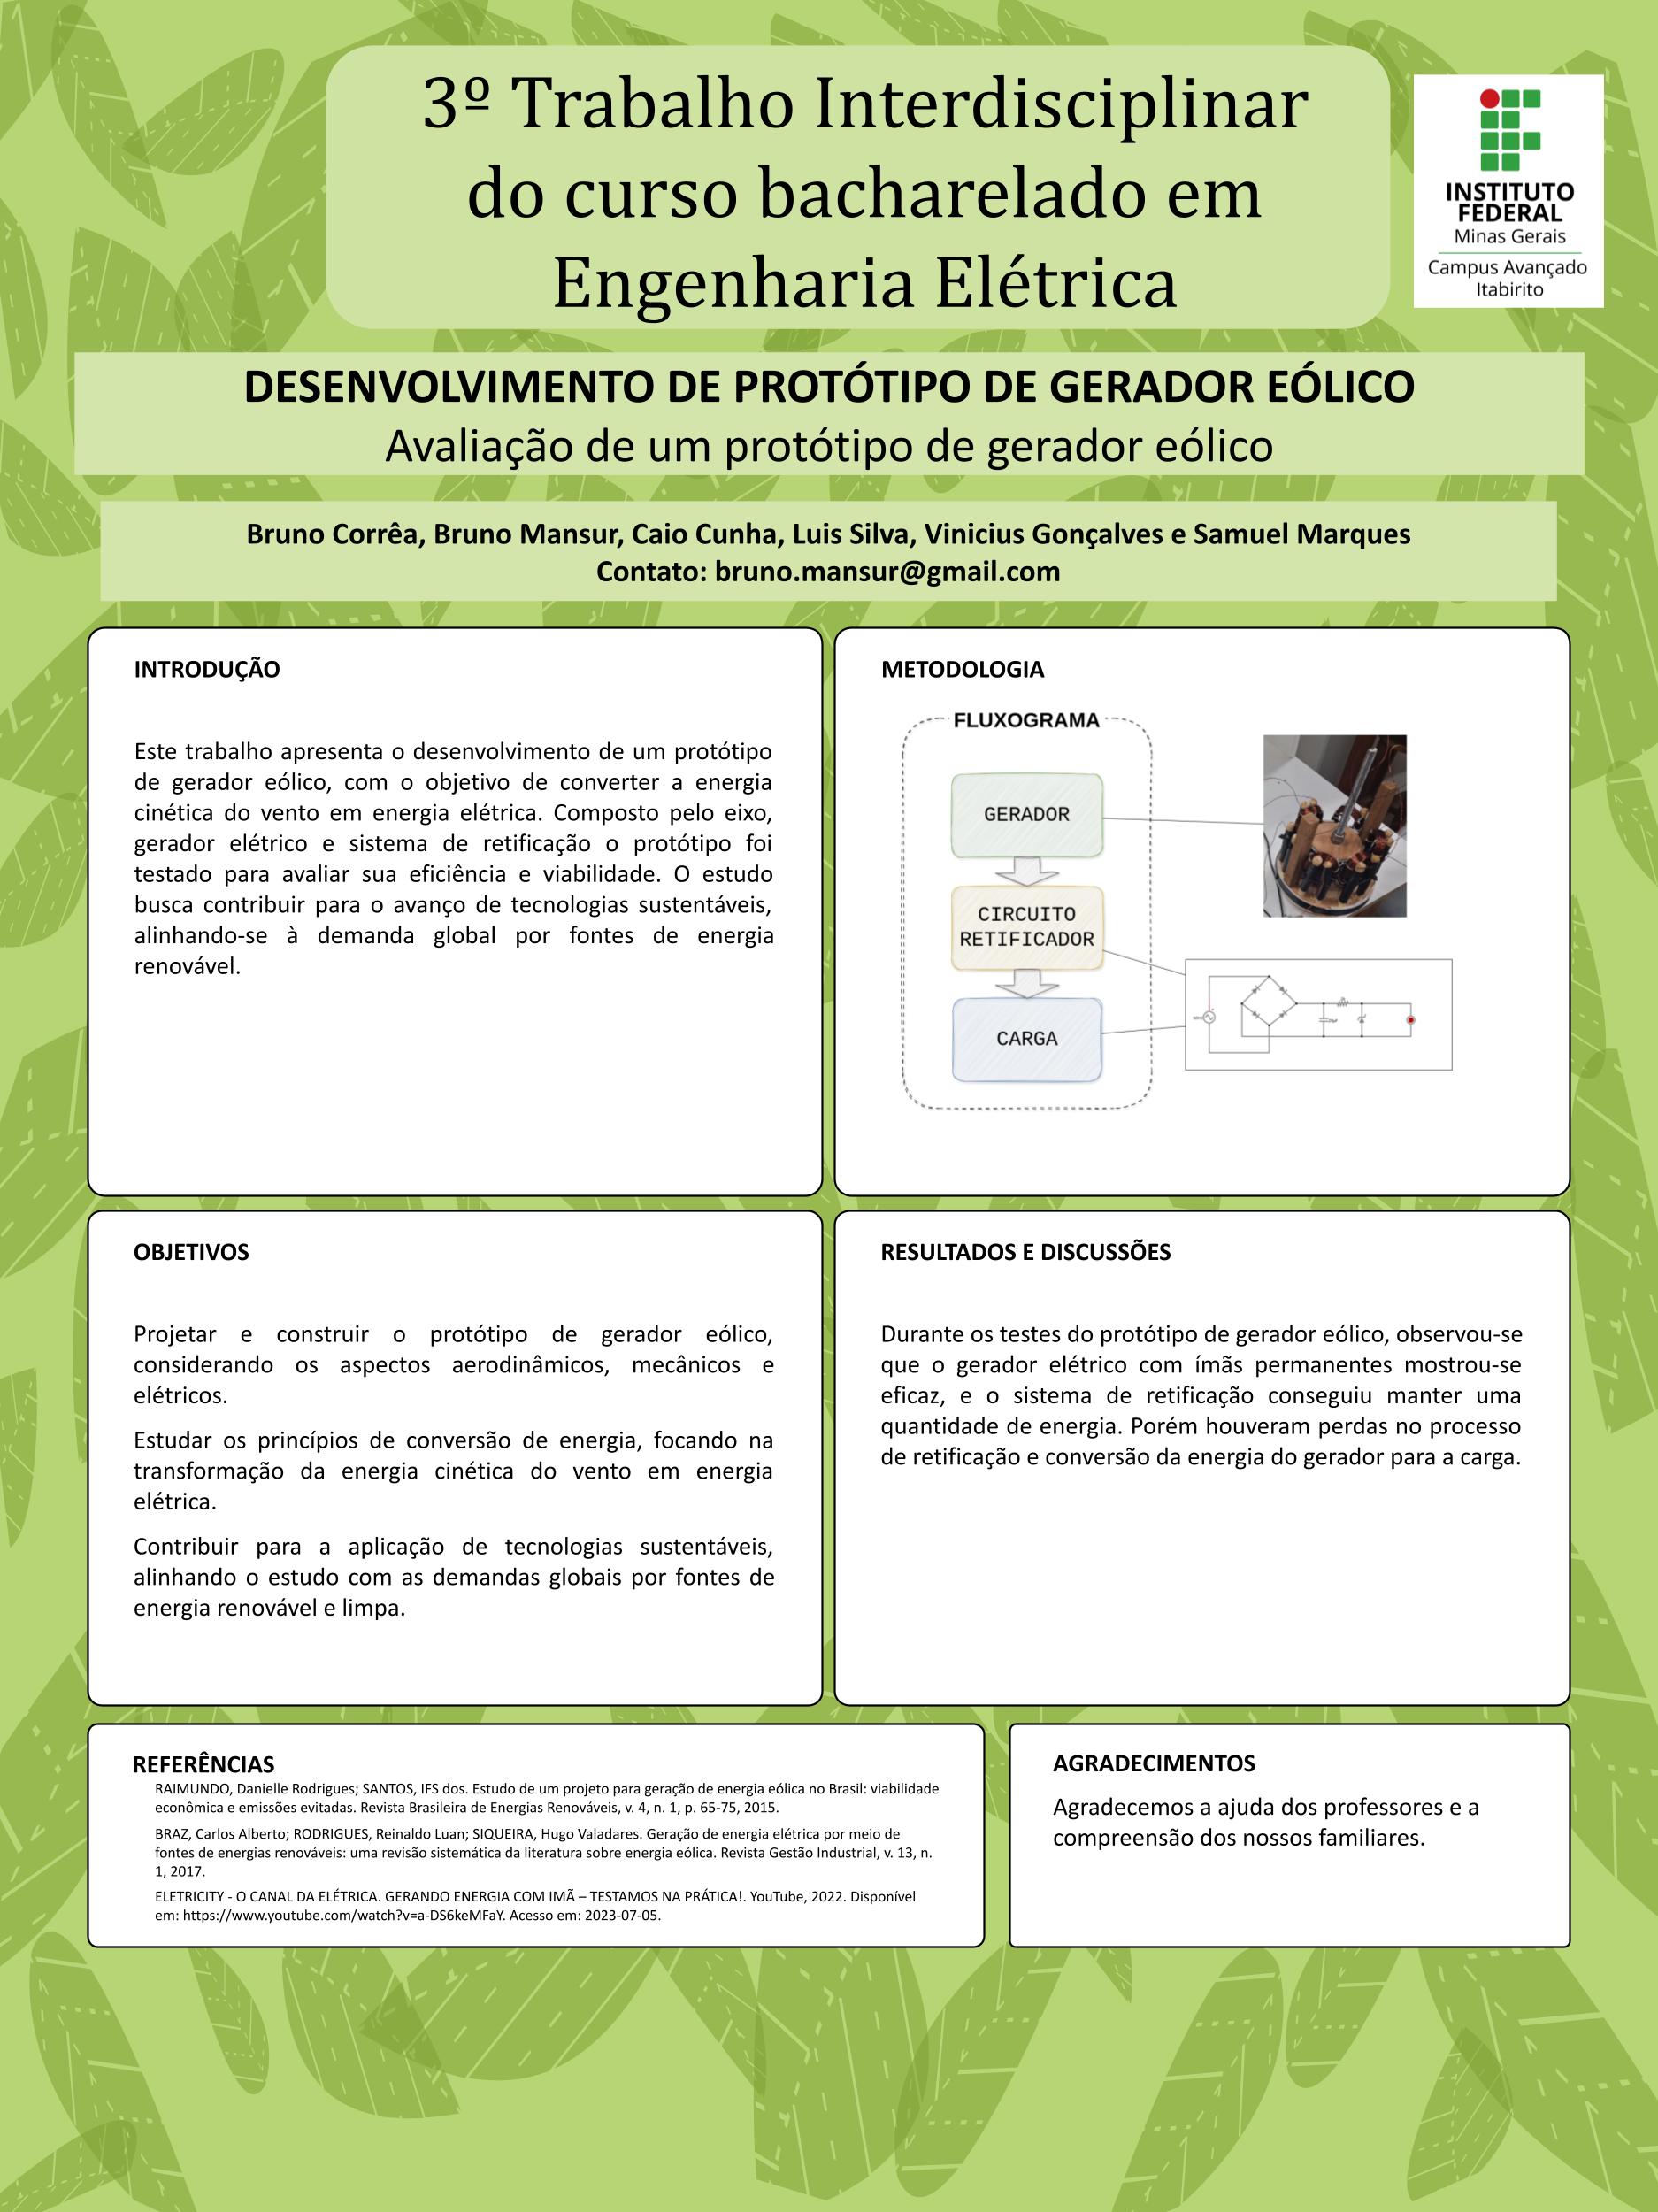 3º Trabalho Interdisciplinar
do curso bacharelado em
Engenharia Elétrica
INSTITUTO
FEDERAL
Minas Gerais
Campus Avançado
Itabirito
DESENVOLVIMENTO DE PROTÓTIPO DE GERADOR EÓLICO
Avaliação de um protótipo de gerador eólico
Bruno Corrêa, Bruno Mansur, Caio Cunha, Luis Silva, Vinicius Gonçalves e Samuel Marques
Contato: bruno.mansur@gmail.com
INTRODUÇÃO
Este trabalho apresenta o desenvolvimento de um protótipo
de gerador eólico, com o objetivo de converter a energia
cinética do vento em energia elétrica. Composto pelo eixo,
gerador elétrico e sistema de retificação o protótipo foi
testado para avaliar sua eficiência e viabilidade. O estudo
busca contribuir para o avanço de tecnologias sustentáveis,
alinhando-se à demanda global por fontes de energia
renovável.
METODOLOGIA
FLUXOGRAMA
GERADOR
CIRCUITO
RETIFICADOR
CARGA
OBJETIVOS
Projetar e construir o protótipo de gerador eólico,
considerando os aspectos aerodinâmicos, mecânicos e
elétricos.
Estudar os princípios de conversão de energia, focando na
transformação da energia cinética do vento em energia
elétrica.
Contribuir para a aplicação de tecnologias sustentáveis,
alinhando o estudo com as demandas globais por fontes de
energia renovável e limpa.
RESULTADOS E DISCUSSÕES
Durante os testes do protótipo de gerador eólico, observou-se
que o gerador elétrico com ímãs permanentes mostrou-se
eficaz, e o sistema de retificação conseguiu manter uma
quantidade de energia. Porém houveram perdas no processo
de retificação e conversão da energia do gerador para a carga.
REFERÊNCIAS
RAIMUNDO, Danielle Rodrigues; SANTOS, IFS dos. Estudo de um projeto para geração de energia eólica no Brasil: viabilidade
econômica e emissões evitadas. Revista Brasileira de Energias Renováveis, v. 4, n. 1, p. 65-75, 2015.
BRAZ, Carlos Alberto; RODRIGUES, Reinaldo Luan; SIQUEIRA, Hugo Valadares. Geração de energia elétrica por meio de
fontes de energias renováveis: uma revisão sistemática da literatura sobre energia eólica. Revista Gestão Industrial, v. 13, n.
1, 2017.
ELETRICITY - O CANAL DA ELÉTRICA. GERANDO ENERGIA COM IMÃ – TESTAMOS NA PRÁTICA!. YouTube, 2022. Disponível
em: https://www.youtube.com/watch?v=a-DS6keMFaY. Acesso em: 2023-07-05.
AGRADECIMENTOS
Agradecemos a ajuda dos professores e a
compreensão dos nossos familiares.